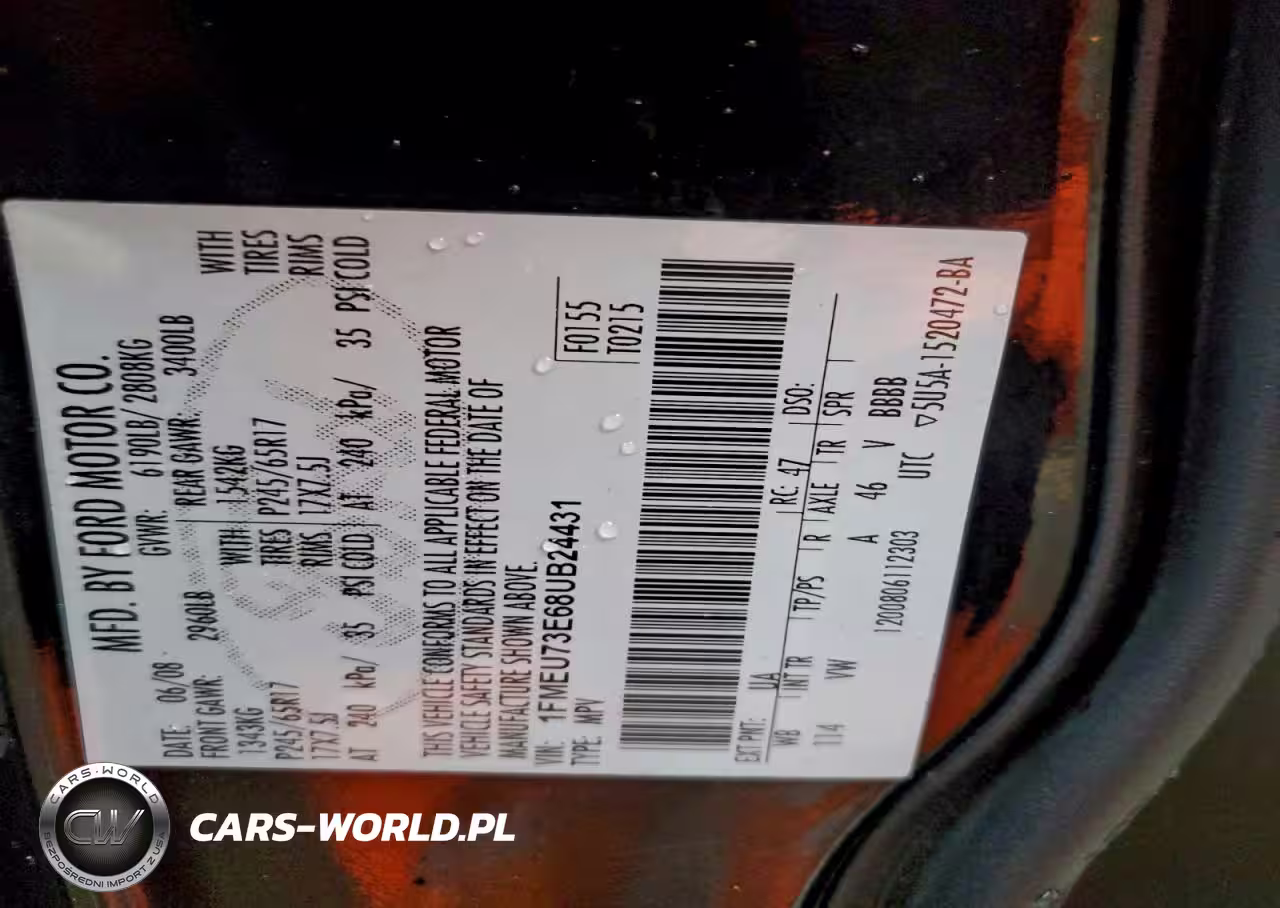 MFD. BY FORD MOTOR CO.
DATE: 06/08 GVWR: 6190LB/ 2808KG
FRONT GAWR: 2960LB REAR GAWR: 3400LB
1343KG WITH 1542KG WITH
P245/65R17 TIRES P245/65R17 TIRES
17X7.5J RIMS 17X7.5J RIMS
AT 240 kPa/ 35 PSI COLD AT 240 kPa/ 35 PSI COLD
THIS VEHICLE CONFORMS TO ALL APPLICABLE FEDERAL MOTOR
VEHICLE SAFETY STANDARDS IN EFFECT ON THE DATE OF
MANUFACTURE SHOWN ABOVE.
VIN: 1FMEU73E68UB24431
TYPE: MPV
F0155
T0215
EXT PNT: UA RC: 47 DSO:
WB INT TR TP/PS R AXLE TR SPR
114 VW A 46 V BBBB
1200806112303 UTC ▽5U5A-1520472-BA
CARS-WORLD
CW
BEZPOŚREDNI IMPORT Z USA
CARS-WORLD.PL